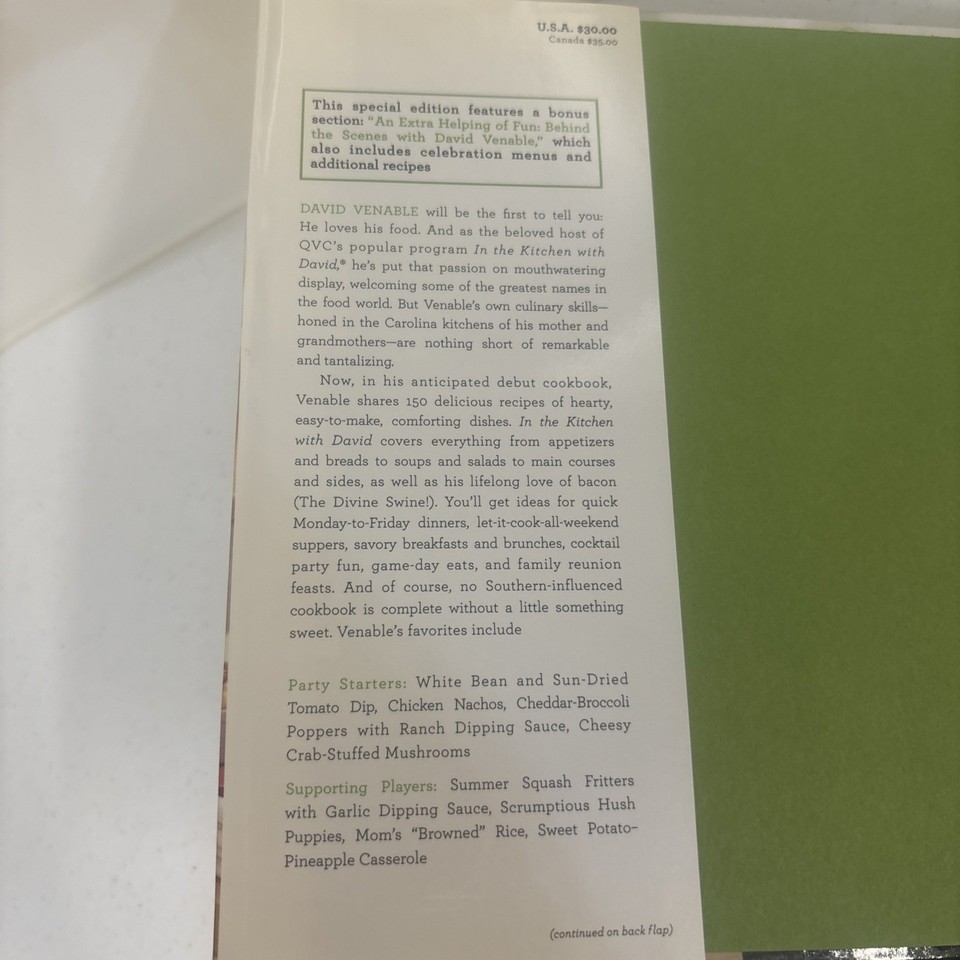 U.S.A. $30.00
Canada $35.00
This special edition features a bonus
section: “An Extra Helping of Fun: Behind
the Scenes with David Venable,” which
also includes celebration menus and
additional recipes
DAVID VENABLE will be the first to tell you:
He loves his food. And as the beloved host of
QVC’s popular program In the Kitchen with
David,® he’s put that passion on mouthwatering
display, welcoming some of the greatest names in
the food world. But Venable’s own culinary skills—
honed in the Carolina kitchens of his mother and
grandmothers—are nothing short of remarkable
and tantalizing.
Now, in his anticipated debut cookbook,
Venable shares 150 delicious recipes of hearty,
easy-to-make, comforting dishes. In the Kitchen
with David covers everything from appetizers
and breads to soups and salads to main courses
and sides, as well as his lifelong love of bacon
(The Divine Swine!). You’ll get ideas for quick
Monday-to-Friday dinners, let-it-cook-all-weekend
suppers, savory breakfasts and brunches, cocktail
party fun, game-day eats, and family reunion
feasts. And of course, no Southern-influenced
cookbook is complete without a little something
sweet. Venable’s favorites include
Party Starters: White Bean and Sun-Dried
Tomato Dip, Chicken Nachos, Cheddar-Broccoli
Poppers with Ranch Dipping Sauce, Cheesy
Crab-Stuffed Mushrooms
Supporting Players: Summer Squash Fritters
with Garlic Dipping Sauce, Scrumptious Hush
Puppies, Mom’s “Browned” Rice, Sweet Potato–
Pineapple Casserole
(continued on back flap)